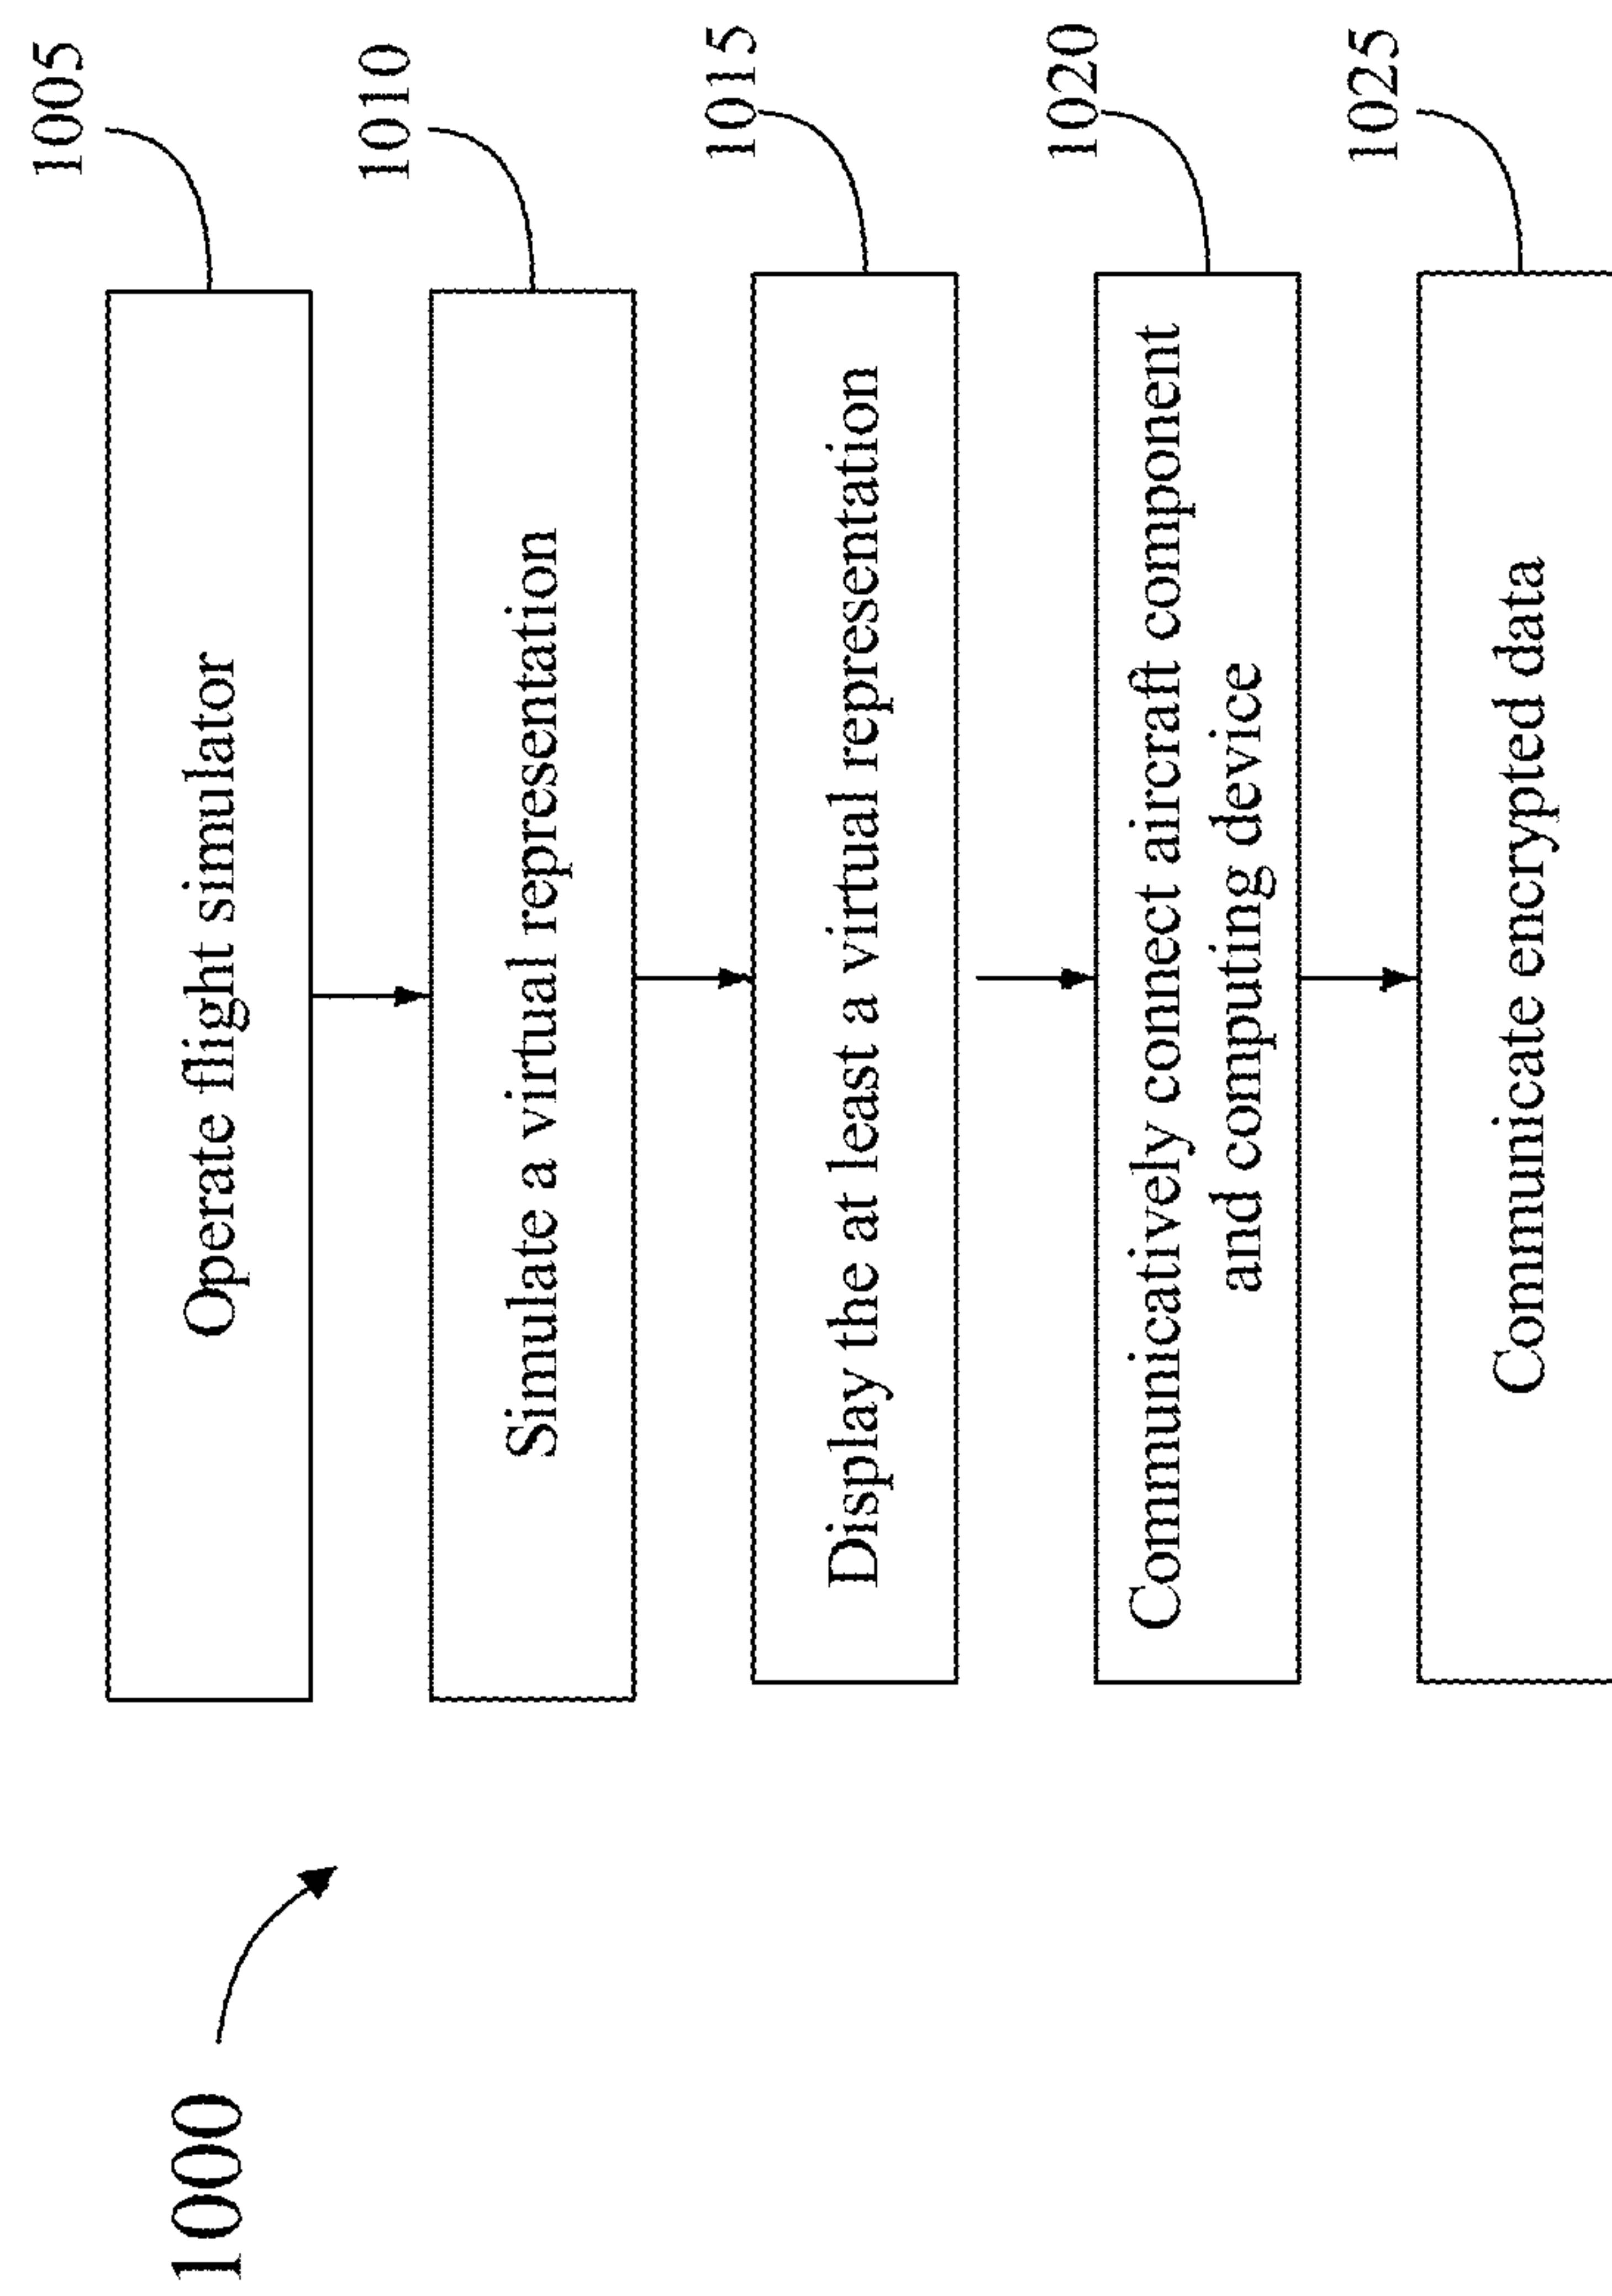 1000
1005
Operate flight simulator
1010
Simulate a virtual representation
1015
Display the at least a virtual representation
1020
Communicatively connect aircraft component
and computing device
1025
Communicate encrypted data